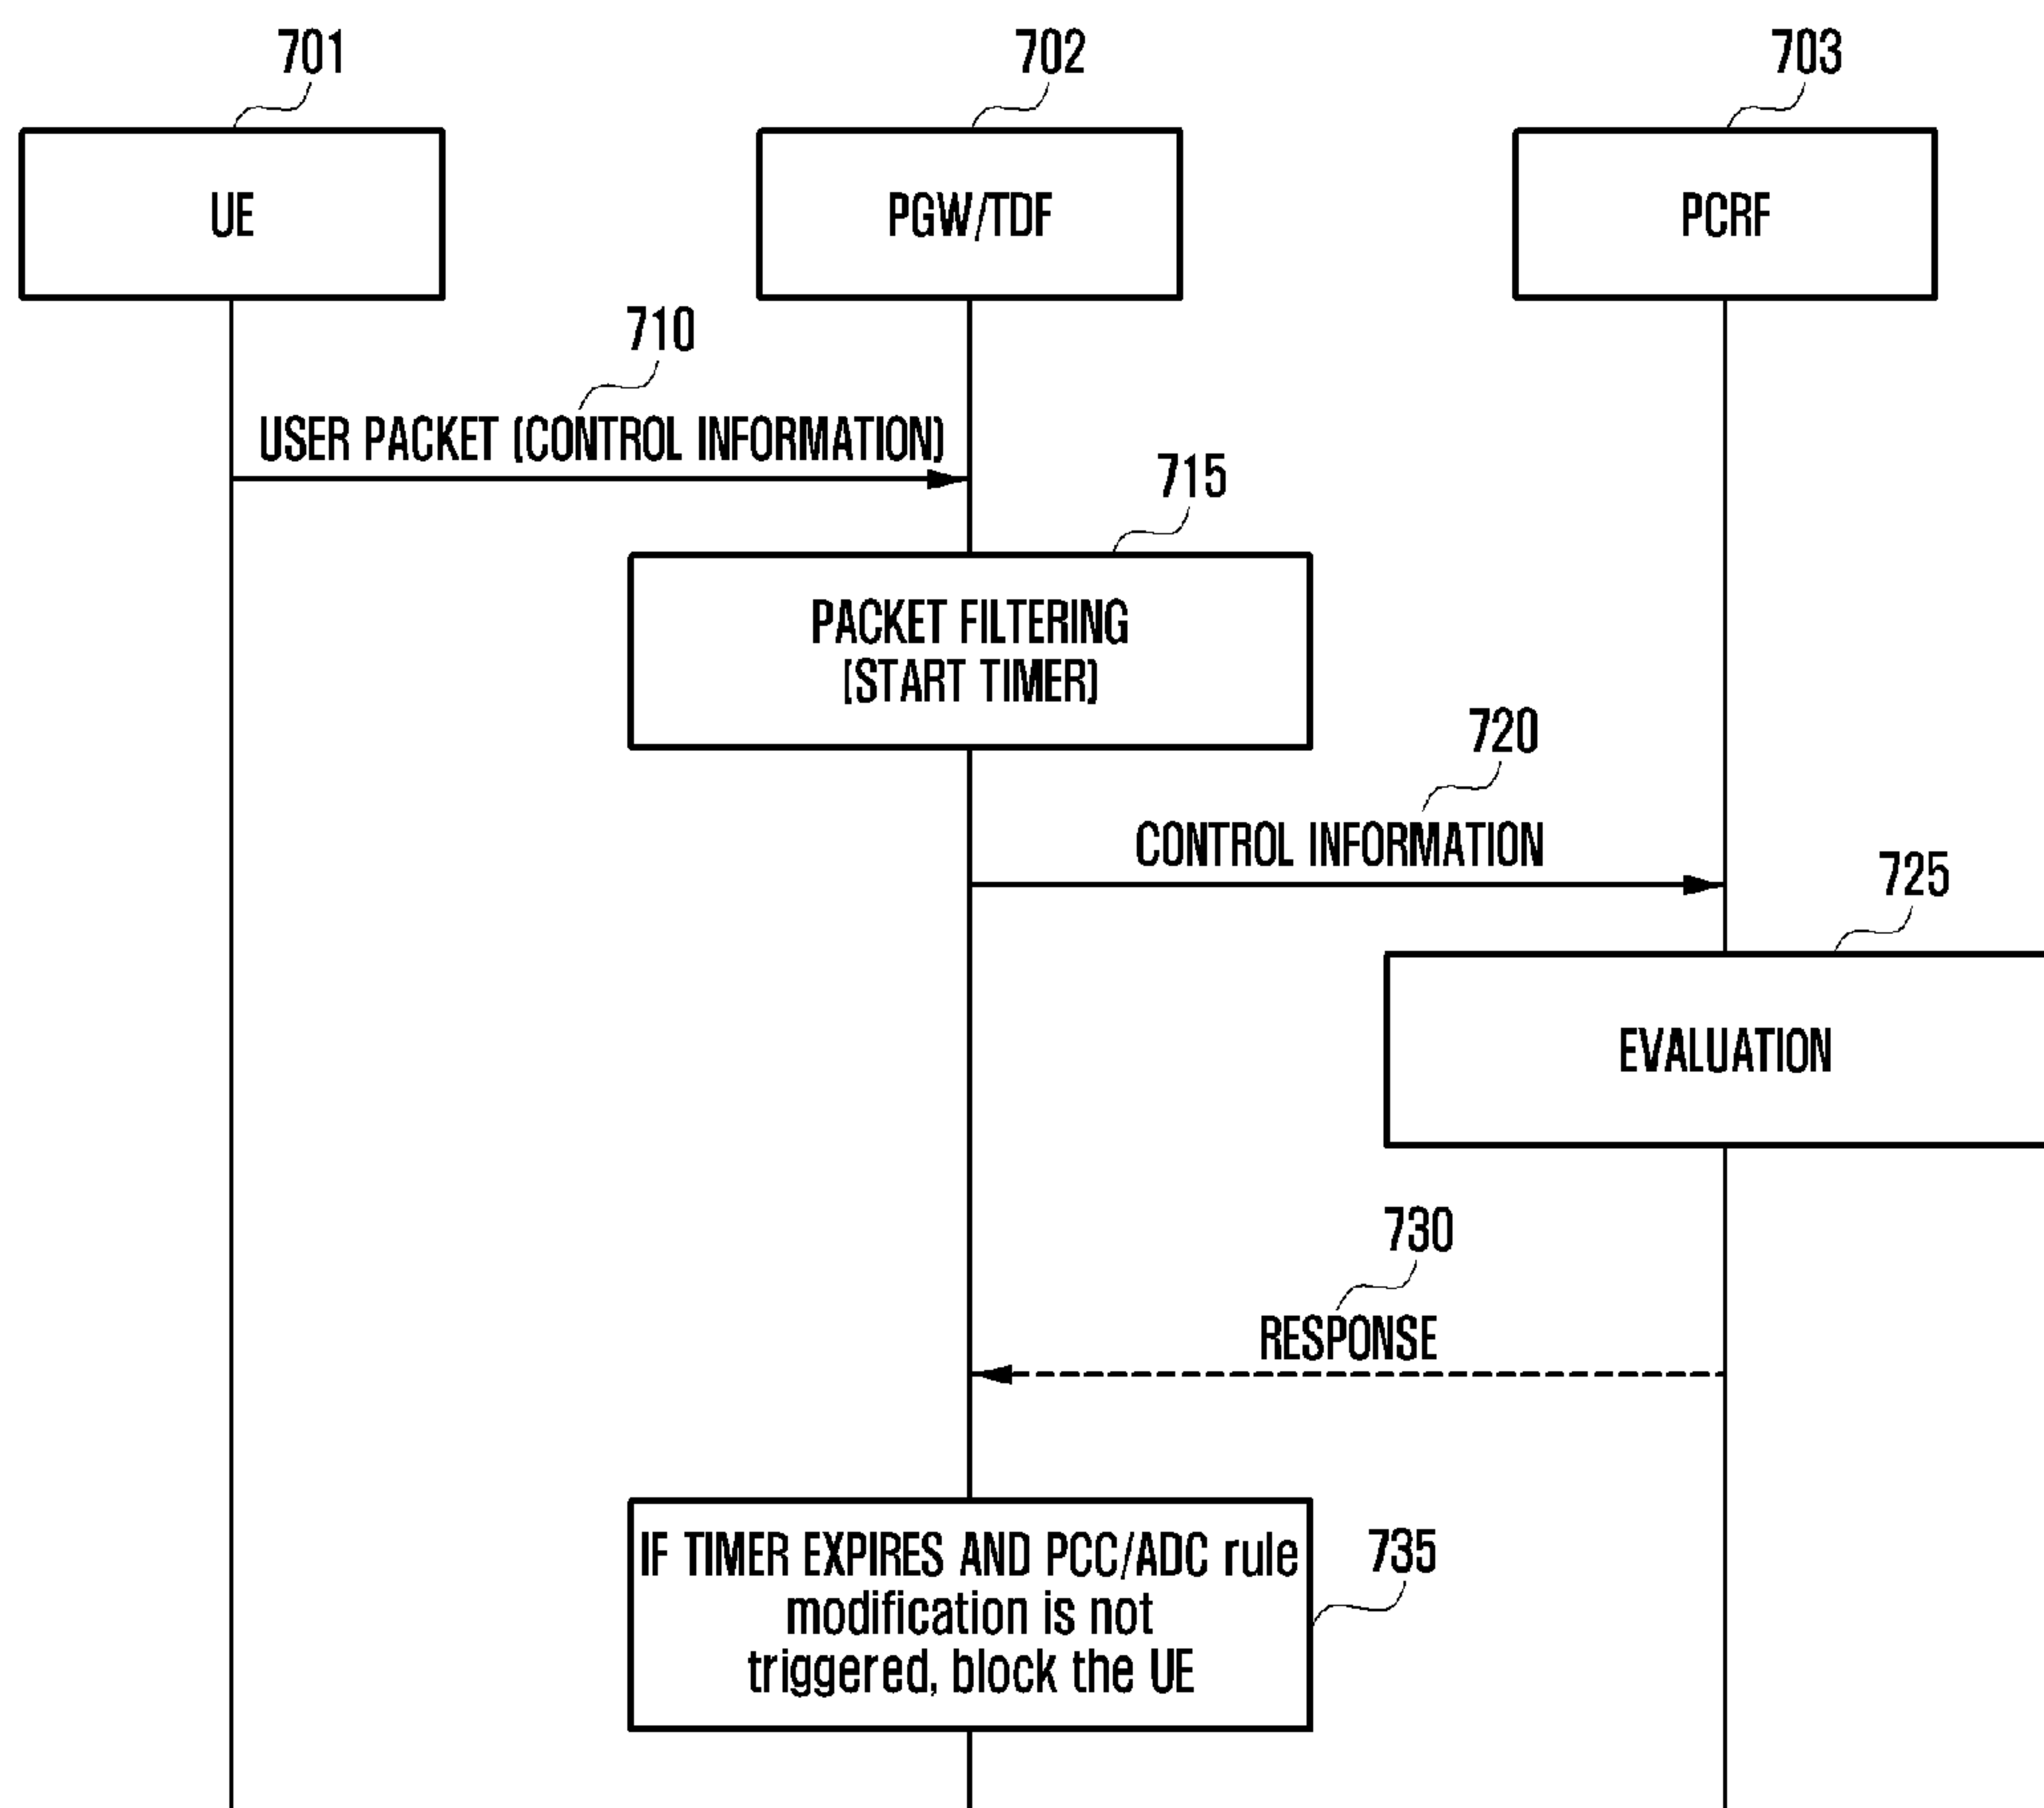 701
702
703
UE
PGW/TDF
PCRF
710
USER PACKET (CONTROL INFORMATION)
715
PACKET FILTERING
(START TIMER)
720
CONTROL INFORMATION
725
EVALUATION
730
RESPONSE
IF TIMER EXPIRES AND PCC/ADC rule
modification is not
triggered, block the UE
735